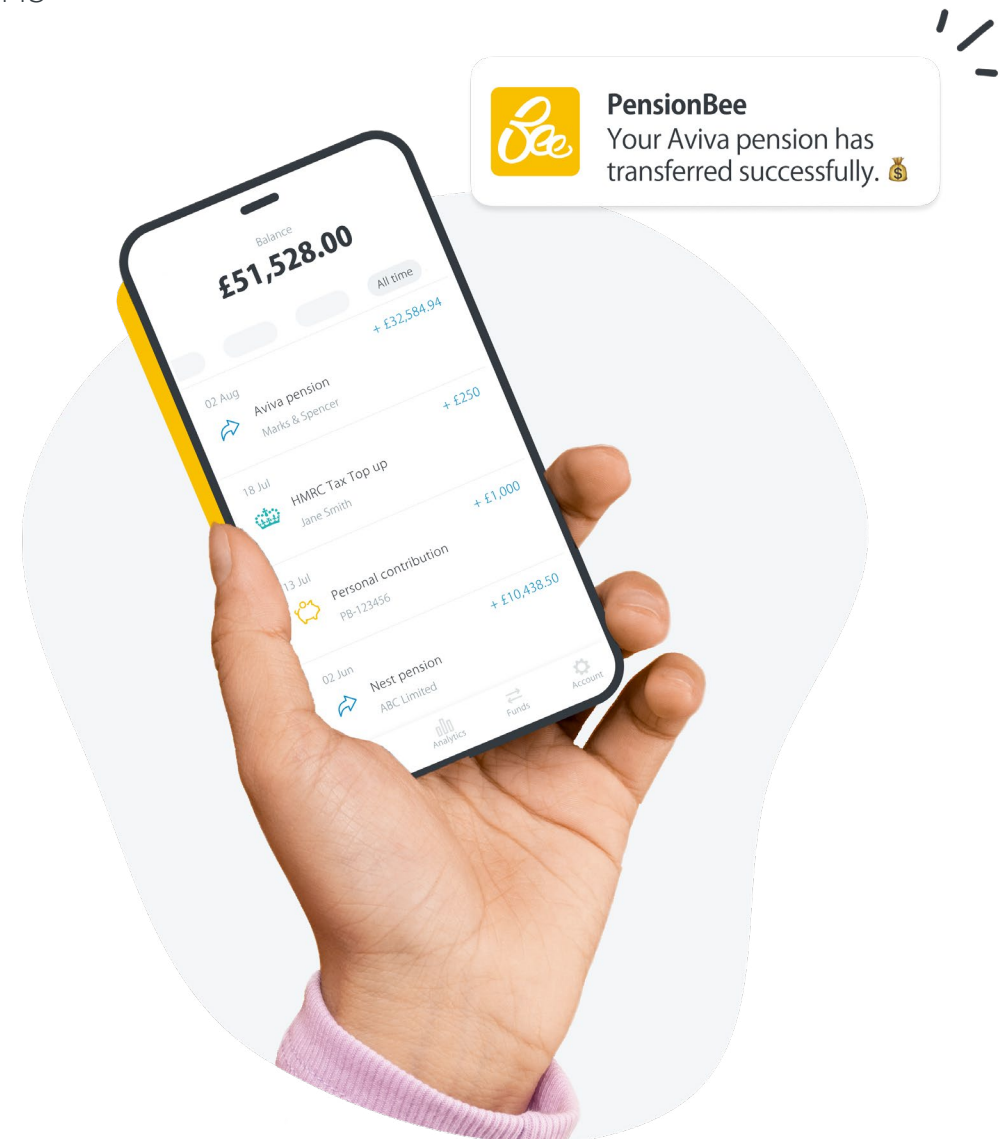 Bee
PensionBee
Your Aviva pension has
transferred successfully. 💰
Balance
£51,528.00
All time
+ £32,584.94
02 Aug
Aviva pension
Marks & Spencer
+ £250
18 Jul
HMRC Tax Top up
Jane Smith
+ £1,000
13 Jul
Personal contribution
PB-123456
+ £10,438.50
02 Jun
Nest pension
ABC Limited
Analytics
Funds
Account